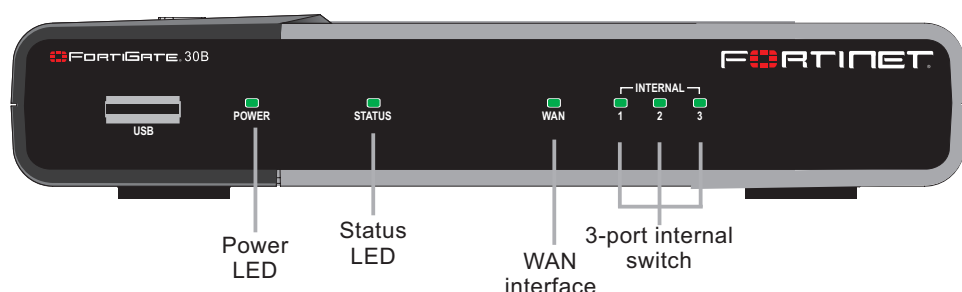 FORTIGATE. 30B
FORTINET.
INTERNAL
POWER
STATUS
WAN
1
2
3
USB
Power
LED
Status
LED
WAN
interface
3-port internal
switch